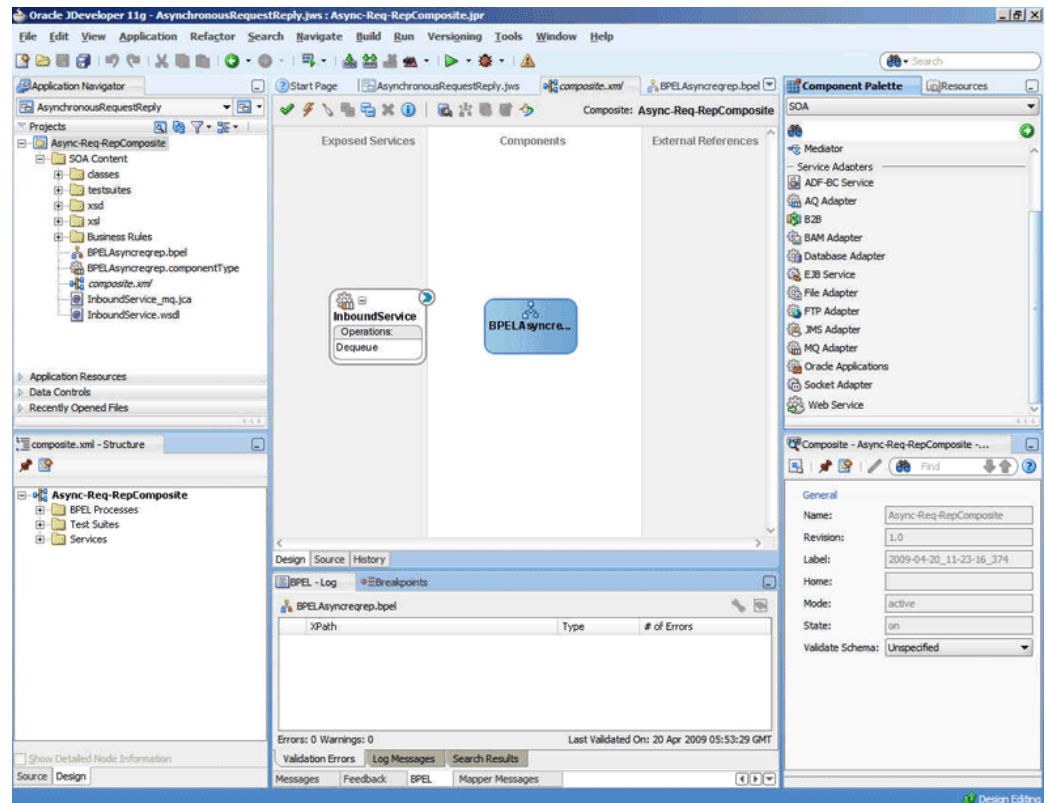 Oracle JDeveloper 11g - AsynchronousRequestReply.jws : Async-Req-RepComposite.jpr
File Edit View Application Refactor Search Navigate Build Run Versioning Tools Window Help
Search
Application Navigator
AsynchronousRequestReply
Projects
Async-Req-RepComposite
SOA Content
classes
testsuites
xsd
xsl
Business Rules
BPELAsyncreqrep.bpel
BPELAsyncreqrep.componentType
composite.xml
InboundService_mq.jca
InboundService.wsdl
Application Resources
Data Controls
Recently Opened Files
composite.xml - Structure
Async-Req-RepComposite
BPEL Processes
Test Suites
Services
Show Detailed Node Information
Source Design
Start Page AsynchronousRequestReply.jws composite.xml BPELAsyncreqrep.bpel
Composite: Async-Req-RepComposite
Exposed Services Components External References
InboundService
Operations:
Dequeue
BPELAsyncre...
Design Source History
BPEL - Log Breakpoints
BPELAsyncreqrep.bpel
XPath Type # of Errors
Errors: 0 Warnings: 0 Last Validated On: 20 Apr 2009 05:53:29 GMT
Validation Errors Log Messages Search Results
Messages Feedback BPEL Mapper Messages
Component Palette Resources
SOA
Mediator
Service Adapters
ADF-BC Service
AQ Adapter
B2B
BAM Adapter
Database Adapter
EJB Service
File Adapter
FTP Adapter
JMS Adapter
MQ Adapter
Oracle Applications
Socket Adapter
Web Service
Composite - Async-Req-RepComposite -...
Find
General
Name: Async-Req-RepComposite
Revision: 1.0
Label: 2009-04-20_11-23-16_374
Home:
Mode: active
State: on
Validate Schema: Unspecified
Design Editing